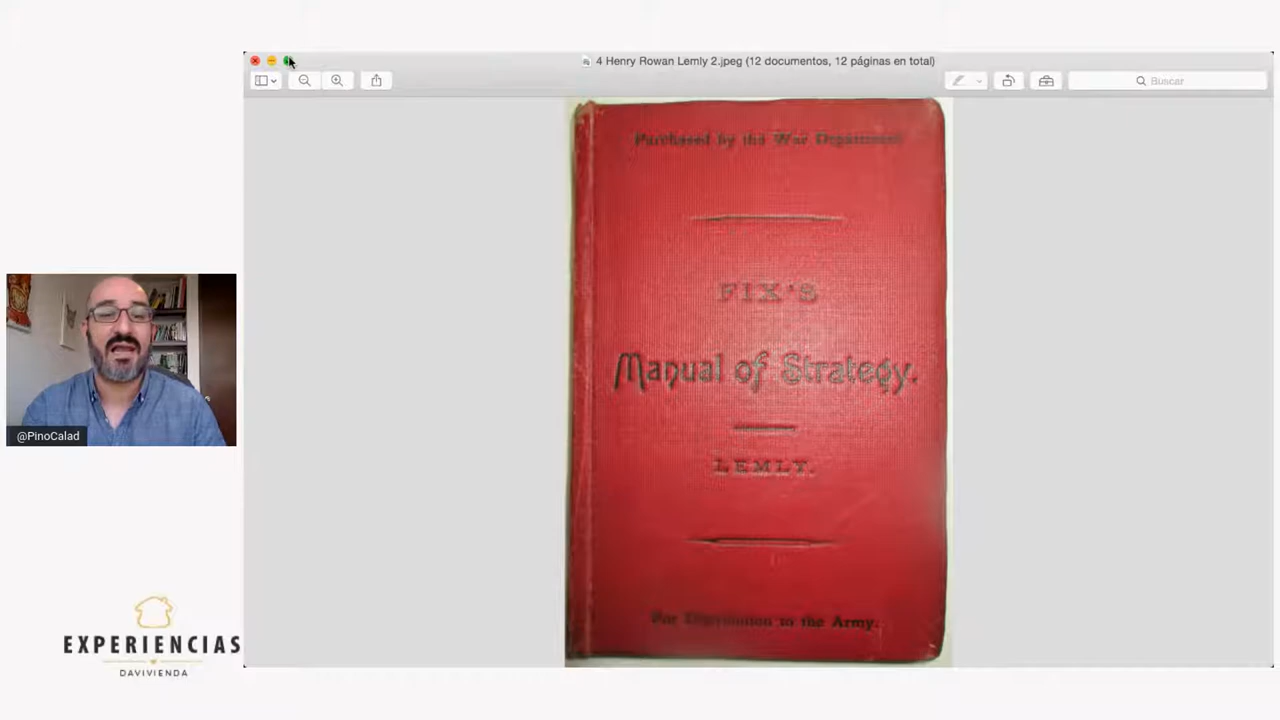 4 Henry Rowan Lemly 2.jpeg (12 documentos, 12 páginas en total)
Buscar
Purchased by the War Department
FIX'S
Manual of Strategy.
LEMLY.
For Distribution to the Army.
@PinoCalad
EXPERIENCIAS
DAVIVIENDA